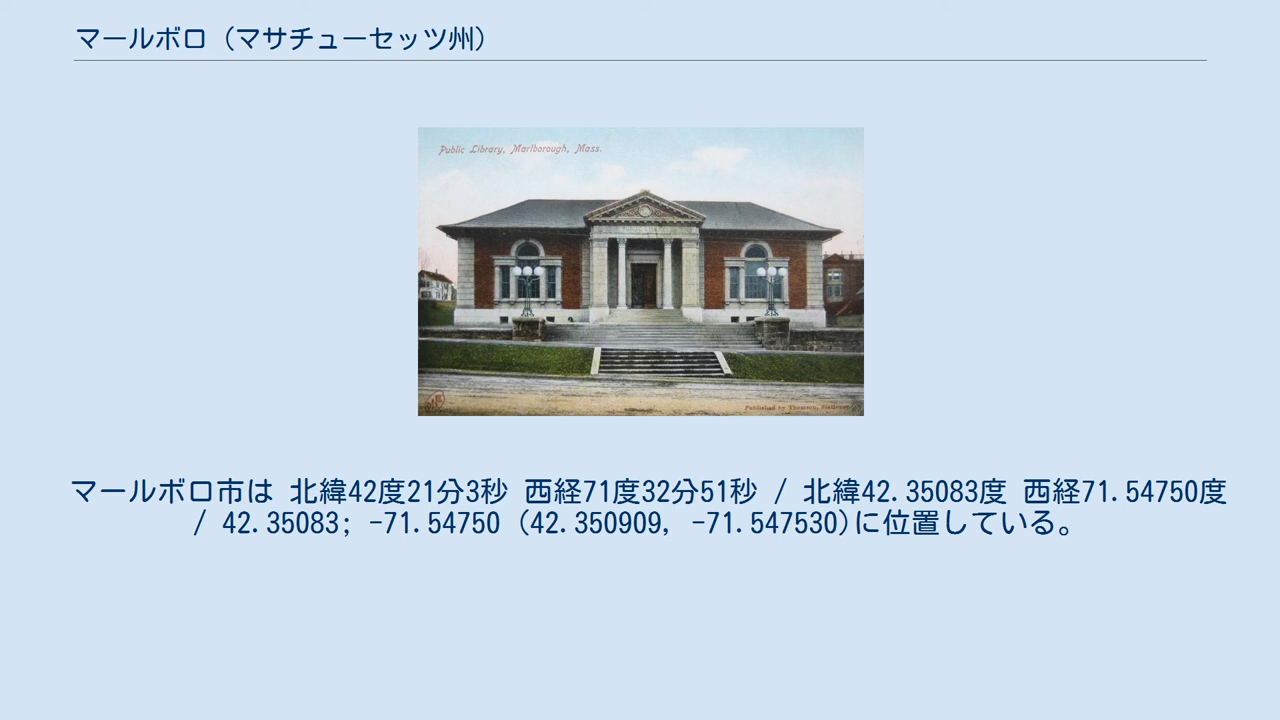 マールボロ (マサチューセッツ州)
Public Library, Marlborough, Mass.
マールボロ市は 北緯42度21分3秒 西経71度32分51秒 / 北緯42.35083度 西経71.54750度
/ 42.35083; -71.54750 (42.350909, -71.547530)に位置している。